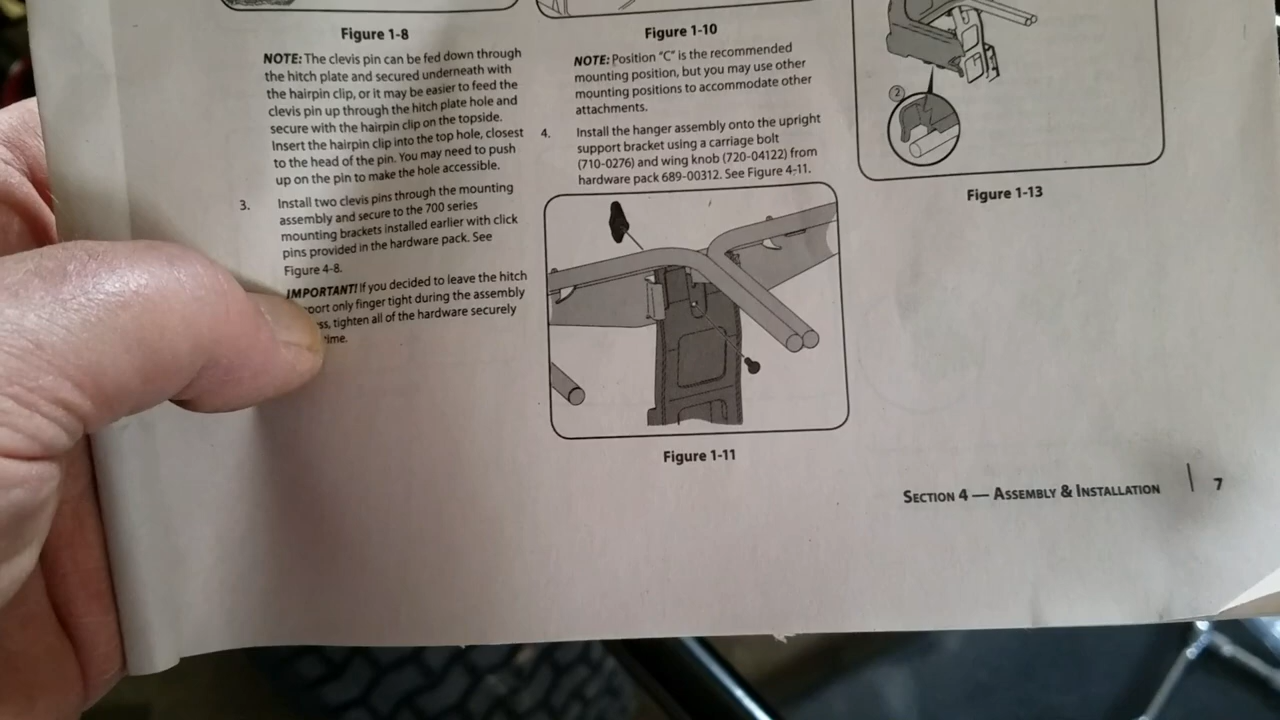 Figure 1-8
NOTE: The clevis pin can be fed down through
the hitch plate and secured underneath with
the hairpin clip, or it may be easier to feed the
clevis pin up through the hitch plate hole and
secure with the hairpin clip on the topside.
Insert the hairpin clip into the top hole, closest
to the head of the pin. You may need to push
up on the pin to make the hole accessible.
3. Install two clevis pins through the mounting
assembly and secure to the 700 series
mounting brackets installed earlier with click
pins provided in the hardware pack. See
Figure 4-8.
IMPORTANT! If you decided to leave the hitch
only finger tight during the assembly
tighten all of the hardware securely
Figure 1-10
NOTE: Position "C" is the recommended
mounting position, but you may use other
mounting positions to accommodate other
attachments.
4. Install the hanger assembly onto the upright
support bracket using a carriage bolt
(710-0276) and wing knob (720-04122) from
hardware pack 689-00312. See Figure 4-11.
Figure 1-11
2
Figure 1-13
Section 4 — Assembly & Installation | 7